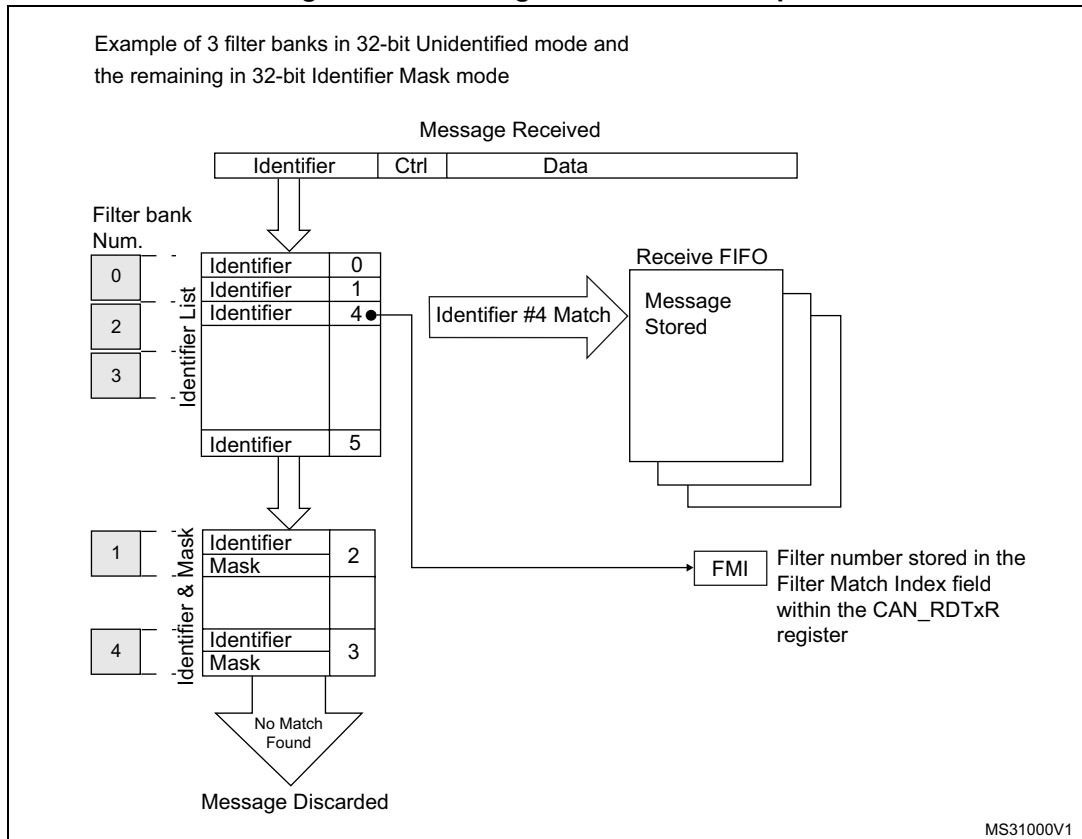 Example of 3 filter banks in 32-bit Unidentified mode and
the remaining in 32-bit Identifier Mask mode
Message Received
Identifier Ctrl Data
Filter bank
Num.
0
2
3
Identifier List
Identifier 0
Identifier 1
Identifier 4
Identifier 5
Identifier #4 Match
Receive FIFO
Message
Stored
1
4
Identifier & Mask
Identifier
Mask
2
Identifier
Mask
3
FMI
Filter number stored in the
Filter Match Index field
within the CAN_RDTxR
register
No Match
Found
Message Discarded
MS31000V1